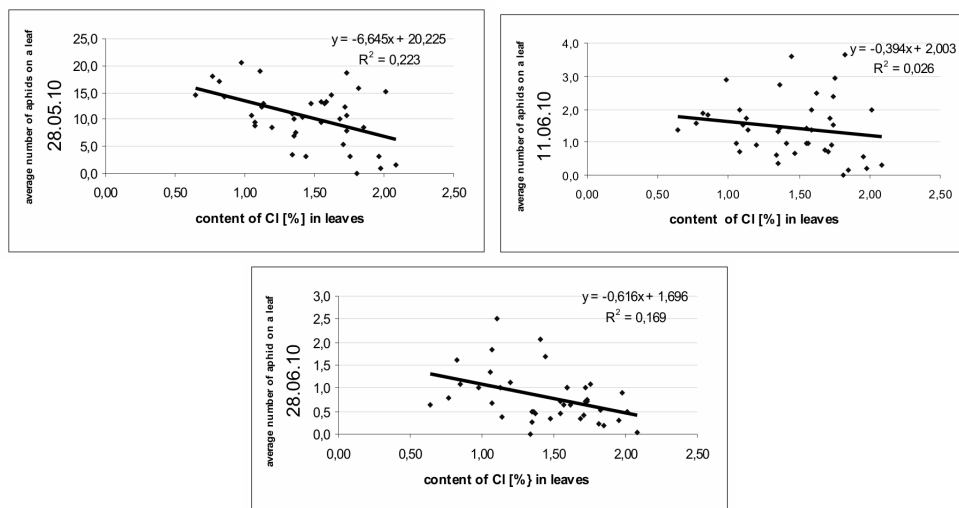 average number of aphids on a leaf
28.05.10
25,0
20,0
15,0
10,0
5,0
0,0
y = -6,645x + 20,225
R² = 0,223
0,00 0,50 1,00 1,50 2,00 2,50
content of Cl [%] in leaves
average number of aphids on a leaf
11.06.10
4,0
3,0
2,0
1,0
0,0
y = -0,394x + 2,003
R² = 0,026
0,00 0,50 1,00 1,50 2,00 2,50
content of Cl [%] in leaves
average number of aphid on a leaf
28.06.10
3,0
2,5
2,0
1,5
1,0
0,5
0,0
y = -0,616x + 1,696
R² = 0,169
0,00 0,50 1,00 1,50 2,00 2,50
content of Cl [%} in leaves